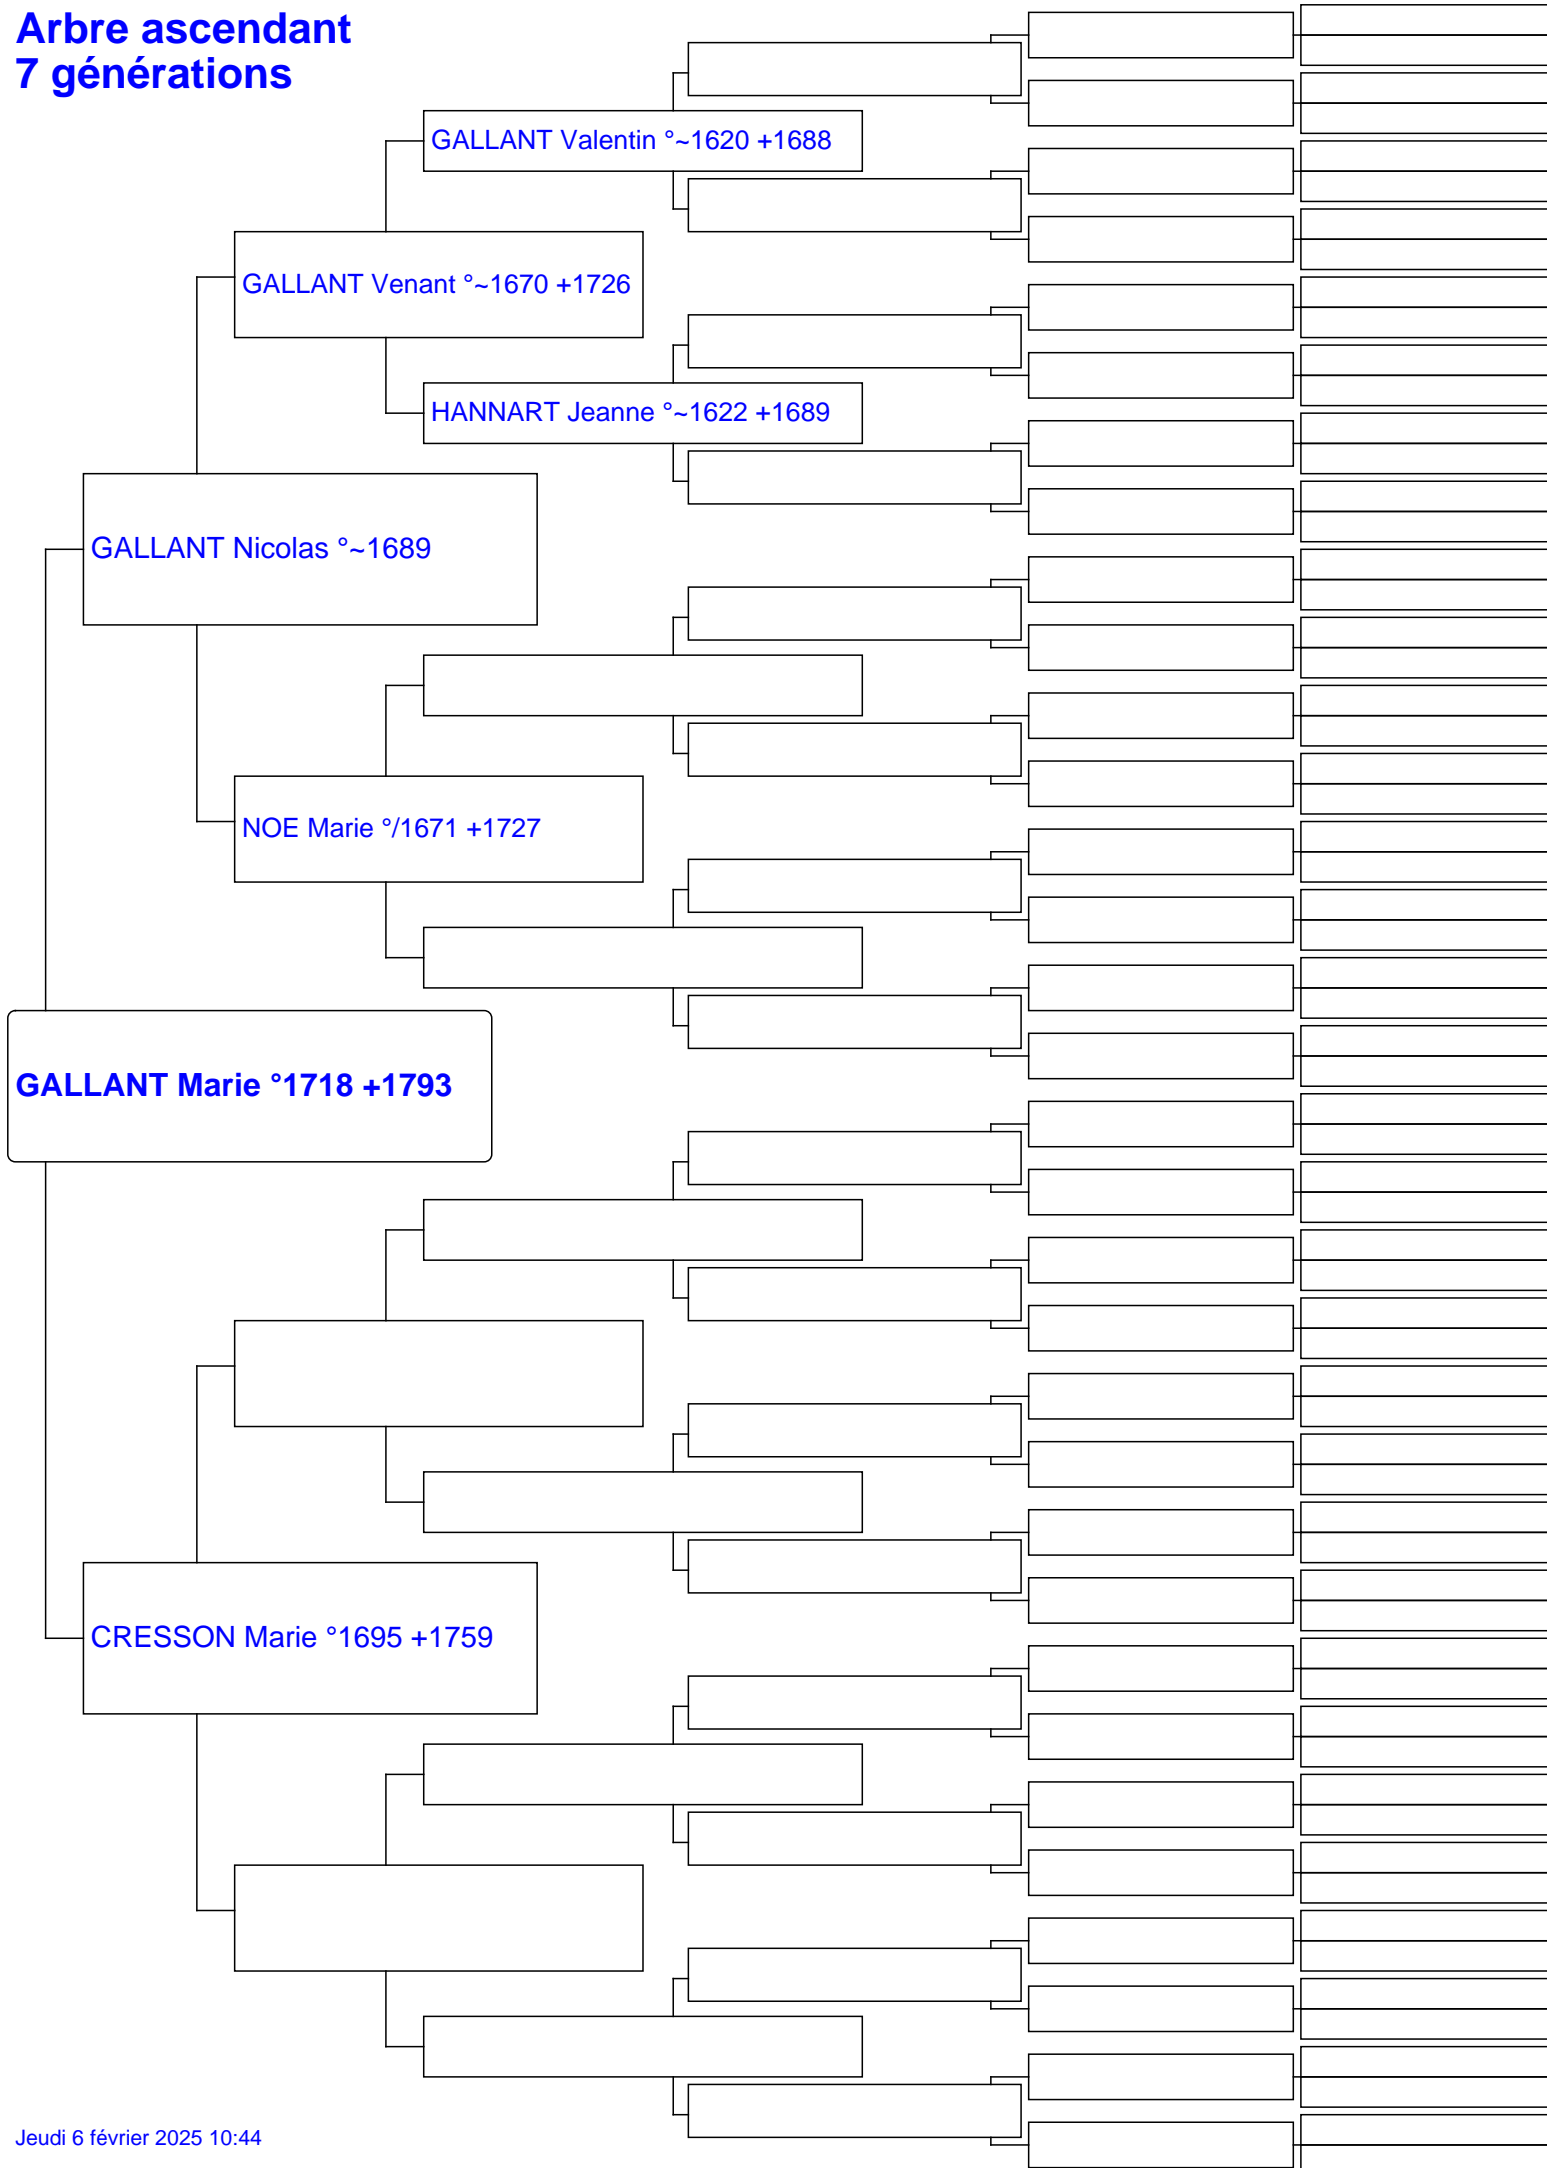 Arbre ascendant
7 générations
GALLANT Valentin °~1620 +1688
GALLANT Venant °~1670 +1726
HANNART Jeanne °~1622 +1689
GALLANT Nicolas °~1689
NOE Marie °/1671 +1727
GALLANT Marie °1718 +1793
CRESSON Marie °1695 +1759
Jeudi 6 février 2025 10:44